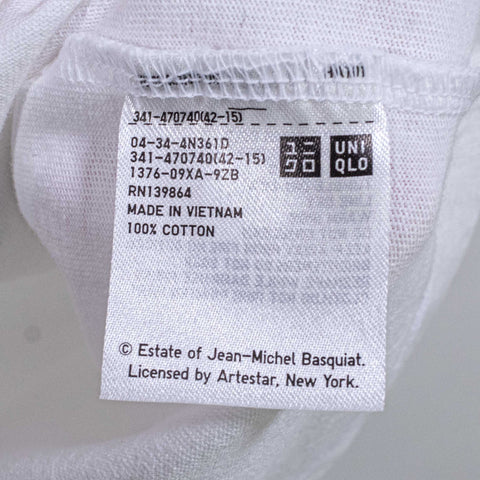 341-470740(42-15)
04-34-4N361D
341-470740(42-15)
1376-09XA-9ZB
RN139864
MADE IN VIETNAM
100% COTTON
ユニ
クロ
UNI
QLO
© Estate of Jean-Michel Basquiat.
Licensed by Artestar, New York.